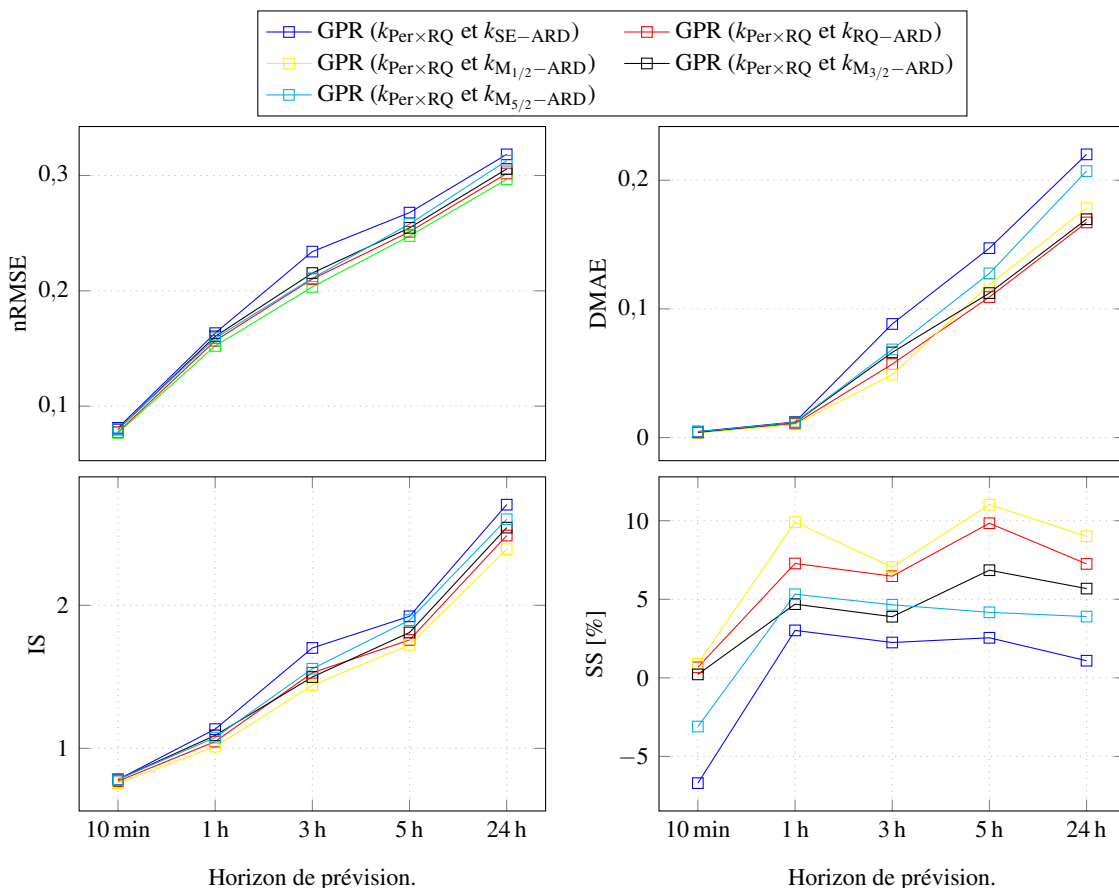 GPR (kPer×RQ et kSE−ARD) GPR (kPer×RQ et kRQ−ARD)
GPR (kPer×RQ et kM1/2−ARD) GPR (kPer×RQ et kM3/2−ARD)
GPR (kPer×RQ et kM5/2−ARD)
nRMSE
0,3
0,2
0,1
DMAE
0,2
0,1
0
IS
2
1
10 min 1 h 3 h 5 h 24 h
Horizon de prévision.
SS [%]
10
5
0
−5
10 min 1 h 3 h 5 h 24 h
Horizon de prévision.